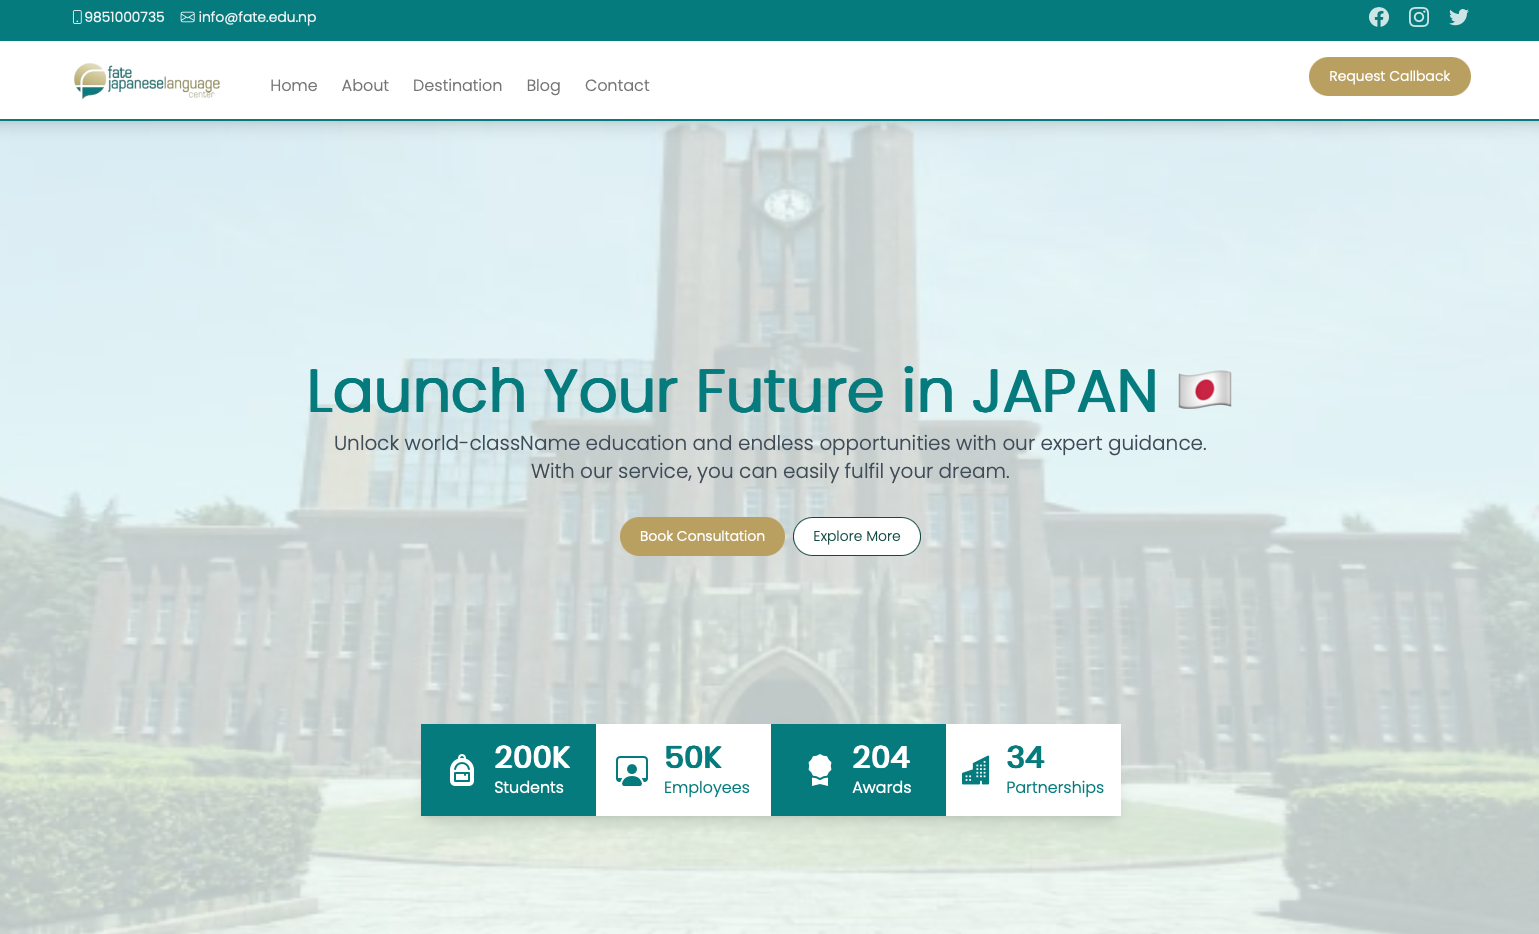 9851000735 info@fate.edu.np
fate
japaneselanguage
center
Home About Destination Blog Contact
Request Callback
Launch Your Future in JAPAN 🇯🇵
Unlock world-className education and endless opportunities with our expert guidance.
With our service, you can easily fulfil your dream.
Book Consultation Explore More
200K
Students
50K
Employees
204
Awards
34
Partnerships